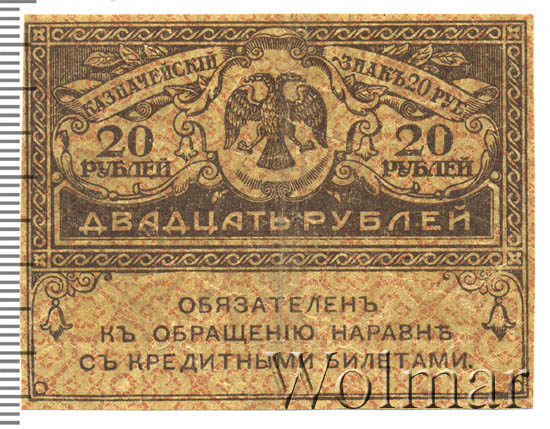 КАЗНАЧЕЙСКІЙ ЗНАКЪ 20 РУБ.
20 РУБЛЕЙ
20 РУБЛЕЙ
ДВАДЦАТЬ РУБЛЕЙ
ОБЯЗАТЕЛЕНЪ
КЪ ОБРАЩЕНІЮ НАРАВНѢ
СЪ КРЕДИТНЫМИ БИЛЕТАМИ.
Wolmar